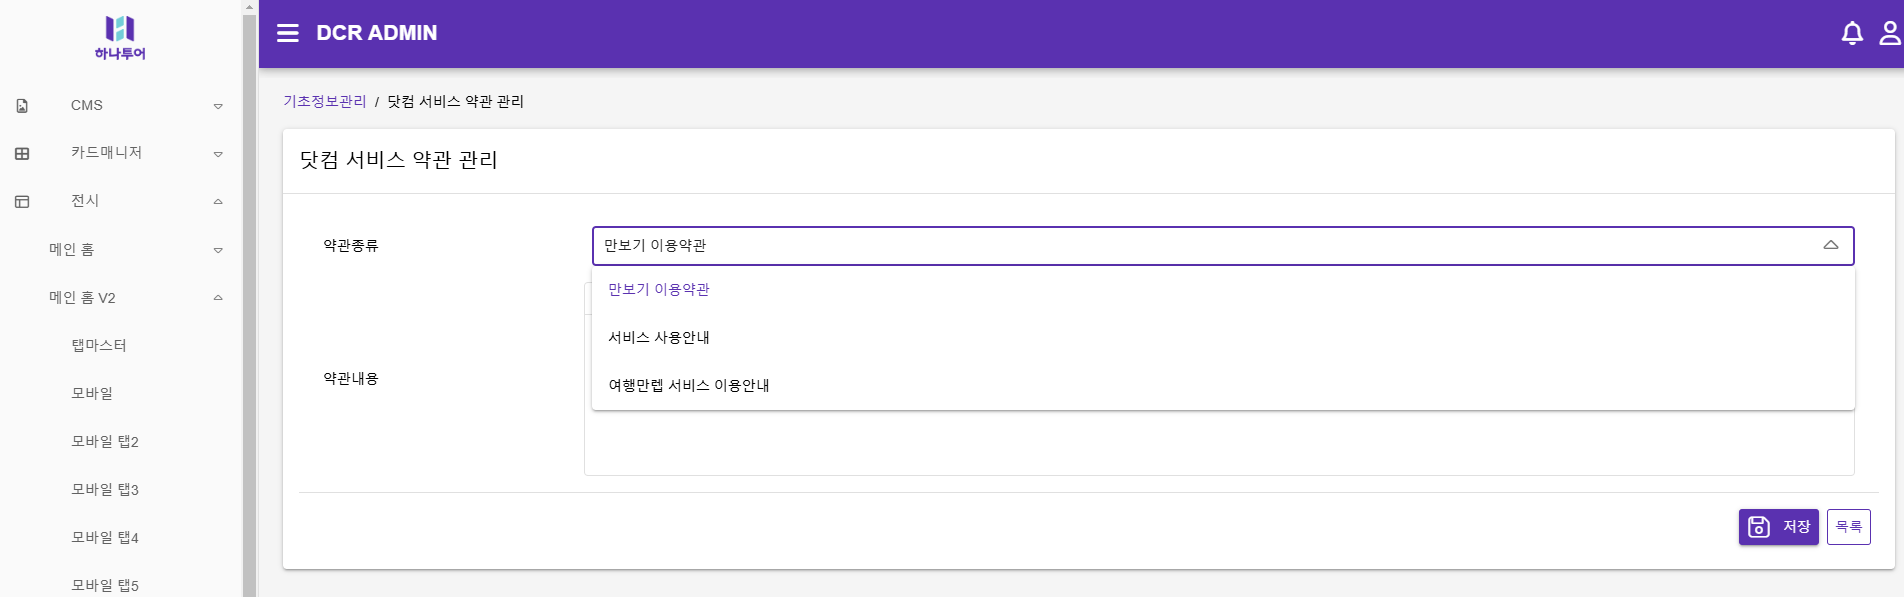 하나투어
CMS
카드매니저
전시
메인 홈
메인 홈 V2
탭마스터
모바일
모바일 탭2
모바일 탭3
모바일 탭4
모바일 탭5
DCR ADMIN
기초정보관리 / 닷컴 서비스 약관 관리
닷컴 서비스 약관 관리
약관종류
만보기 이용약관
만보기 이용약관
서비스 사용안내
여행만렙 서비스 이용안내
약관내용
저장
목록